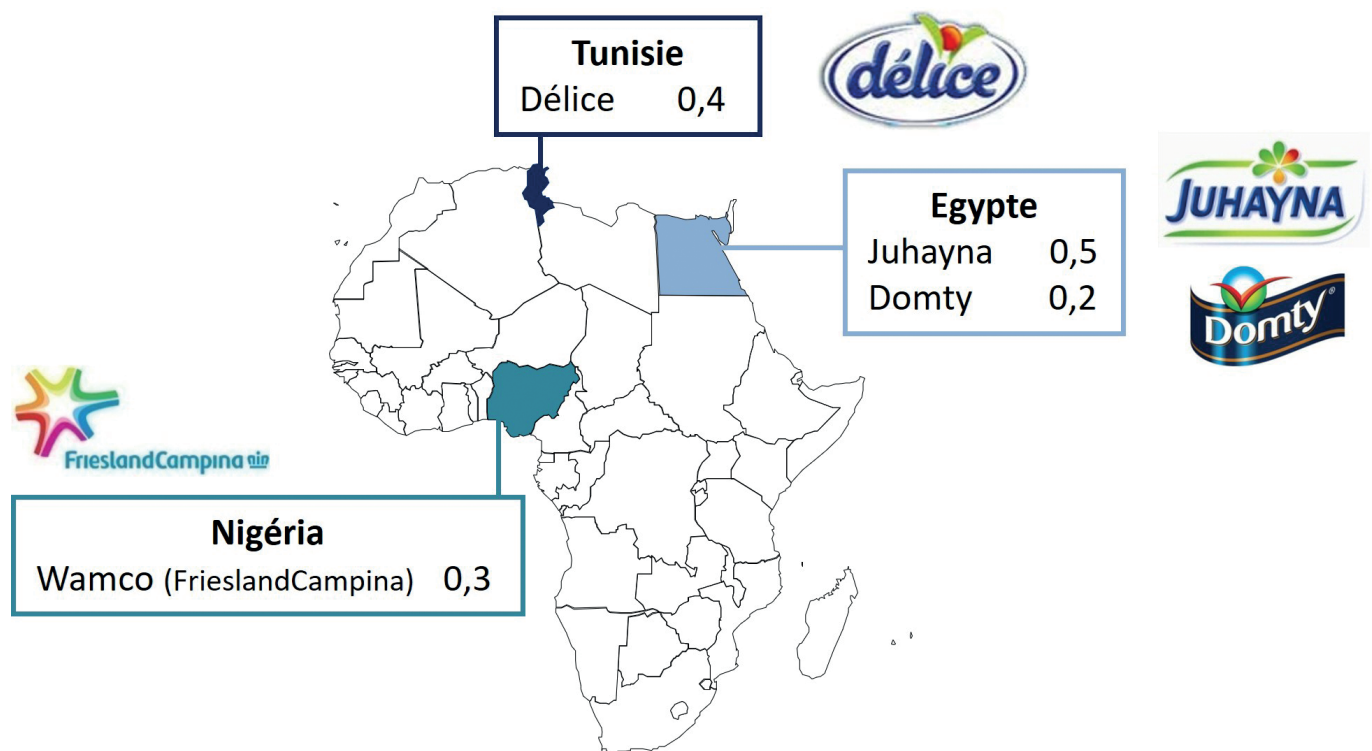 Tunisie
Délice 0,4
délice
Egypte
Juhayna 0,5
Domty 0,2
JUHAYNA
Domty®
FrieslandCampina
Nigéria
Wamco (FrieslandCampina) 0,3